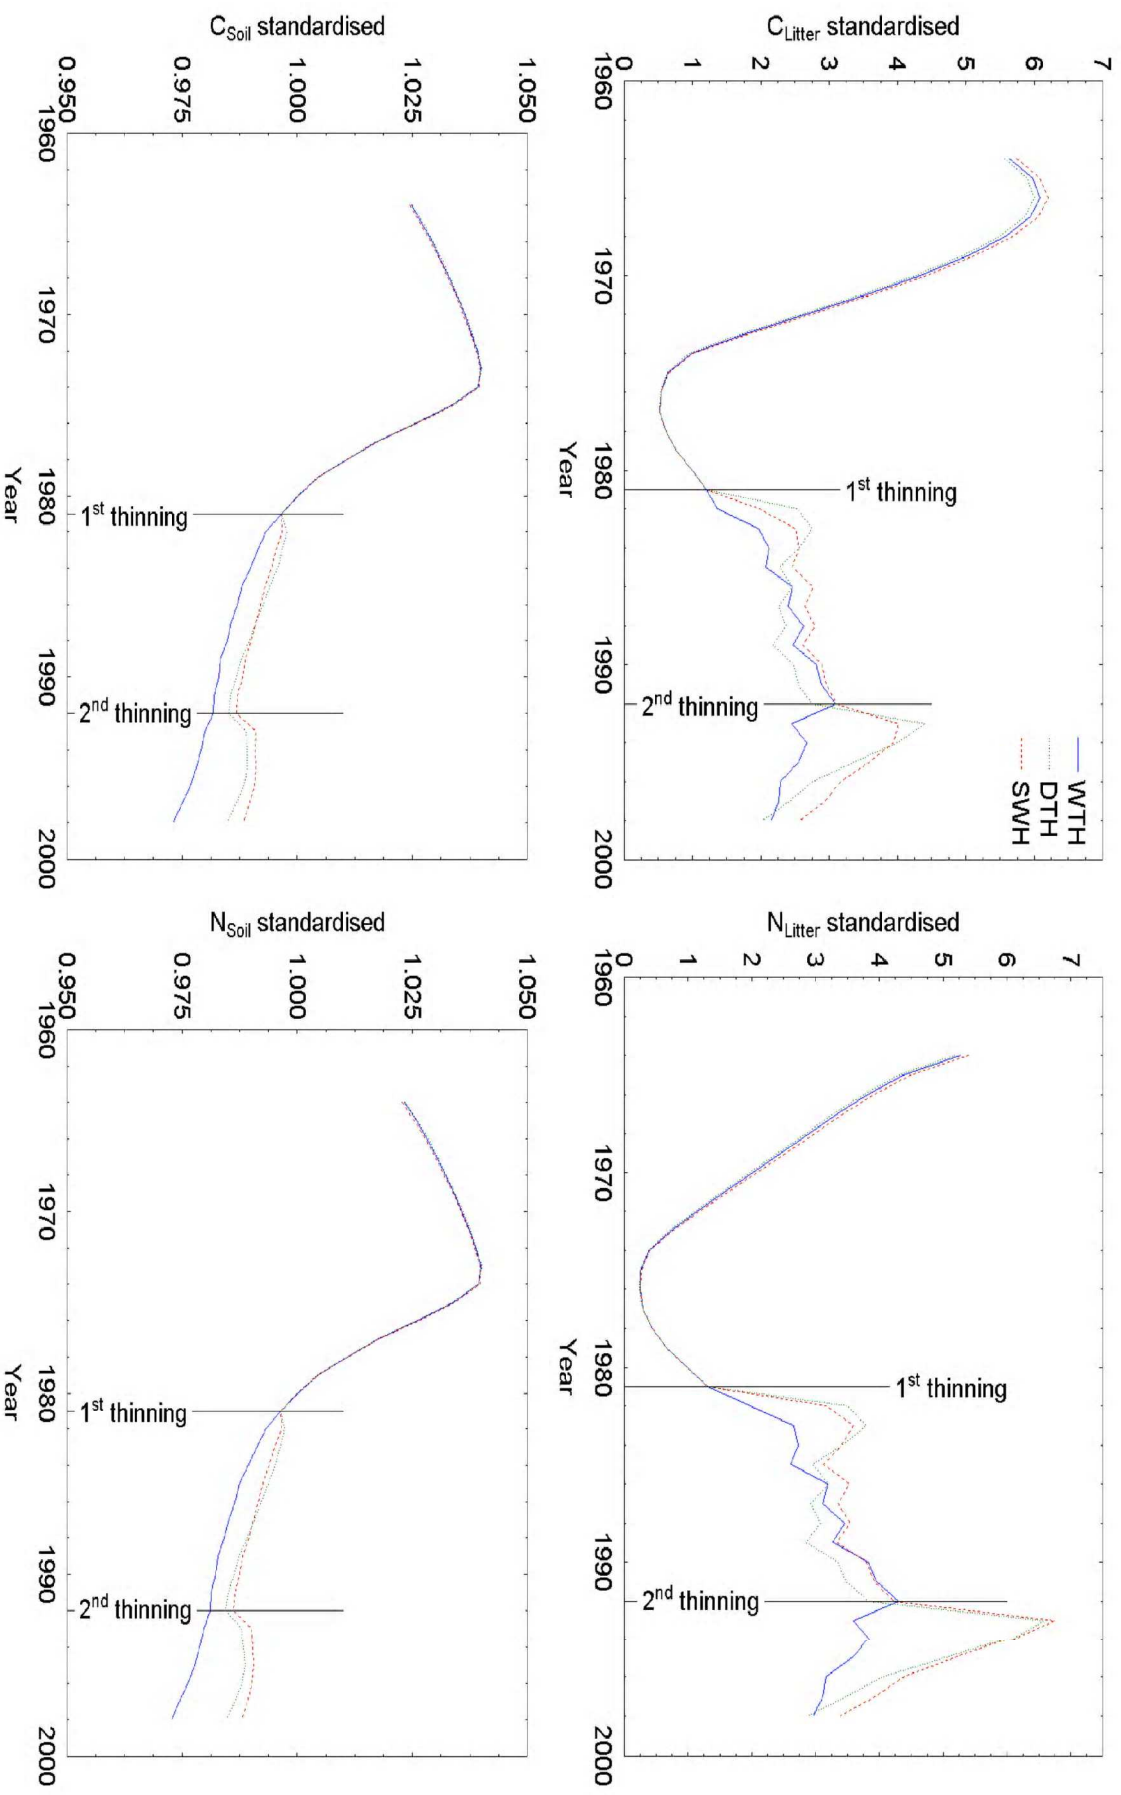 C_Litter standardised
0 1 2 3 4 5 6 7
1960 1970 1980 1990 2000
Year
1st thinning
2nd thinning
WTH
DTH
SWH
N_Litter standardised
0 1 2 3 4 5 6 7
1960 1970 1980 1990 2000
Year
1st thinning
2nd thinning
C_Soil standardised
0.950 0.975 1.000 1.025 1.050
1960 1970 1980 1990 2000
Year
1st thinning
2nd thinning
N_Soil standardised
0.950 0.975 1.000 1.025 1.050
1960 1970 1980 1990 2000
Year
1st thinning
2nd thinning